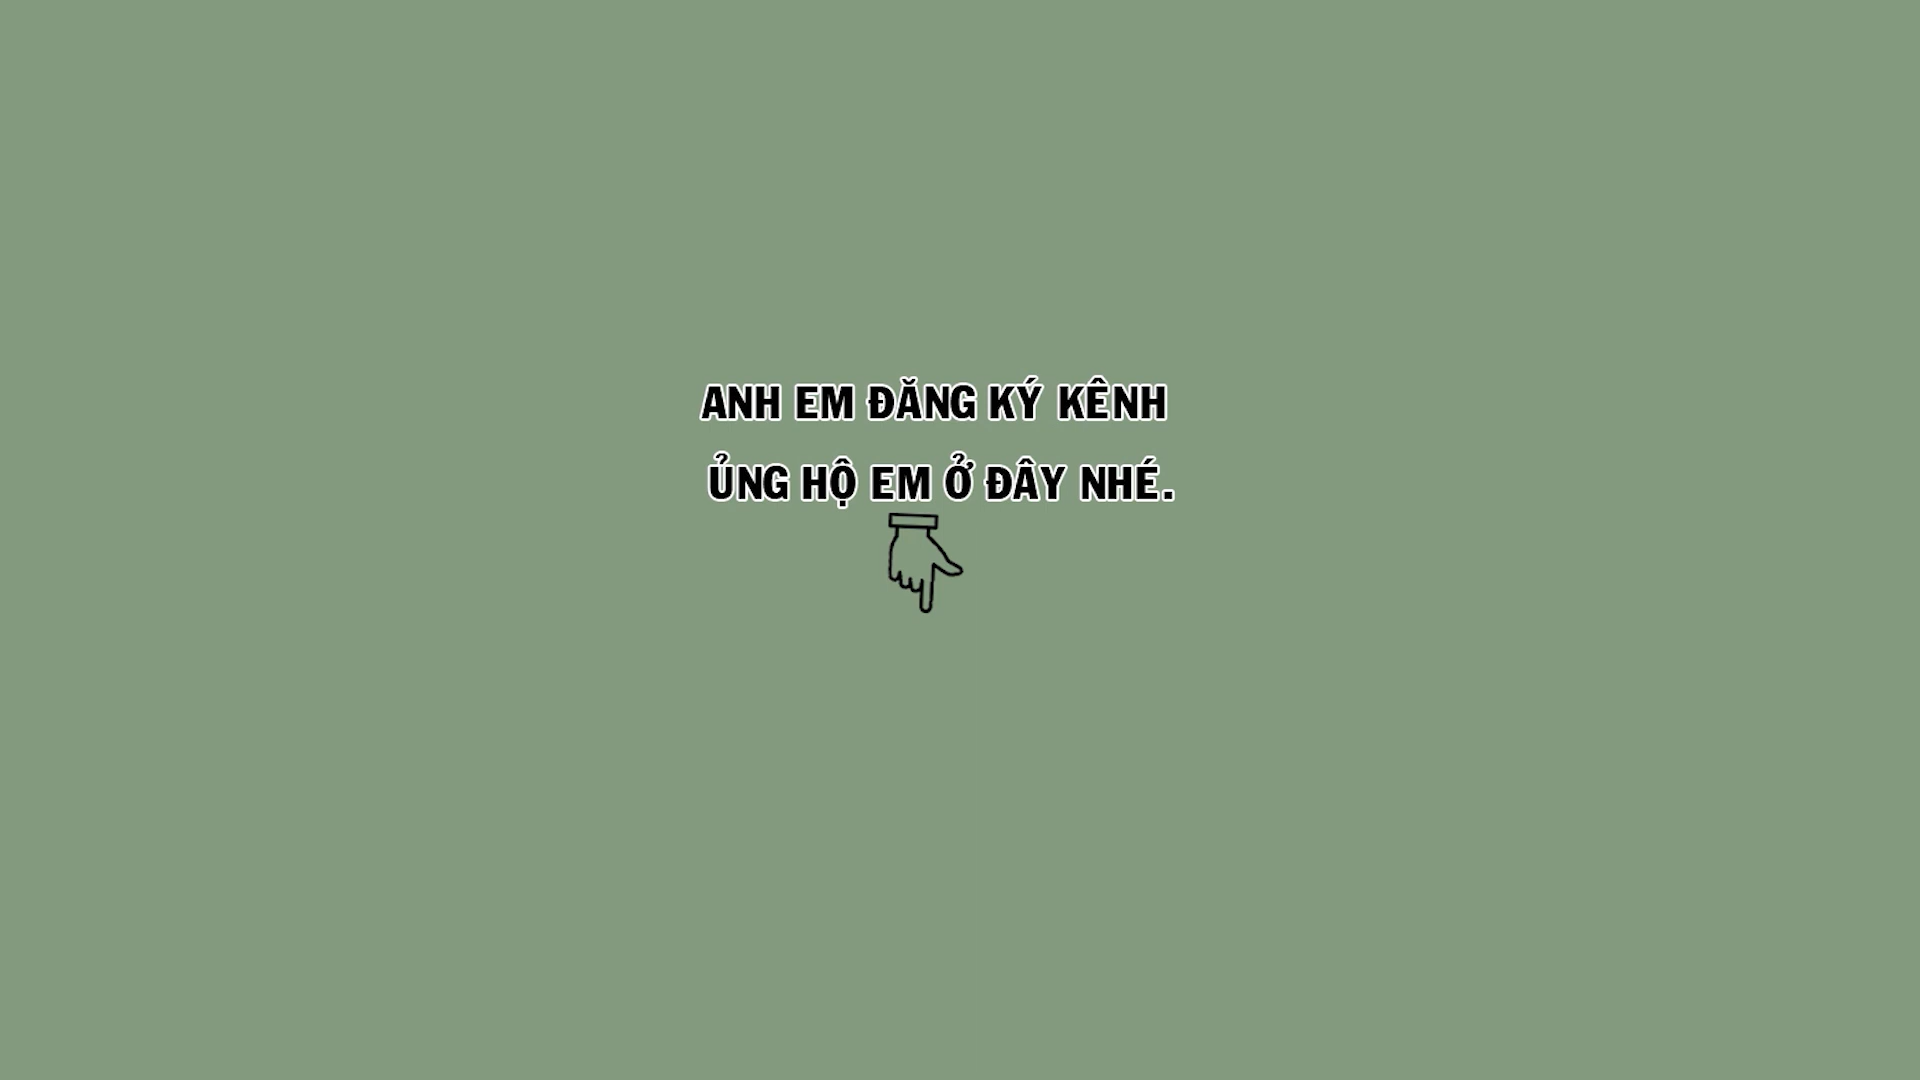 ANH EM ĐĂNG KÝ KÊNH
ỦNG HỘ EM Ở ĐÂY NHÉ.